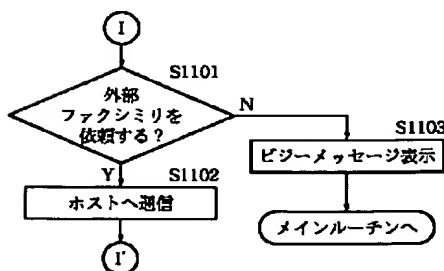 I
S1101
外部
ファクシミリを
依頼する?
N
Y
S1103
ビジーメッセージ表示
S1102
ホストへ通信
メインルーチンへ
I'